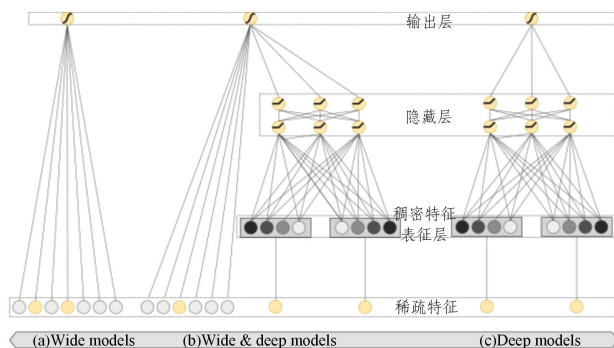 输出层
隐藏层
稠密特征
表征层
稀疏特征
(a)Wide models
(b)Wide & deep models
(c)Deep models